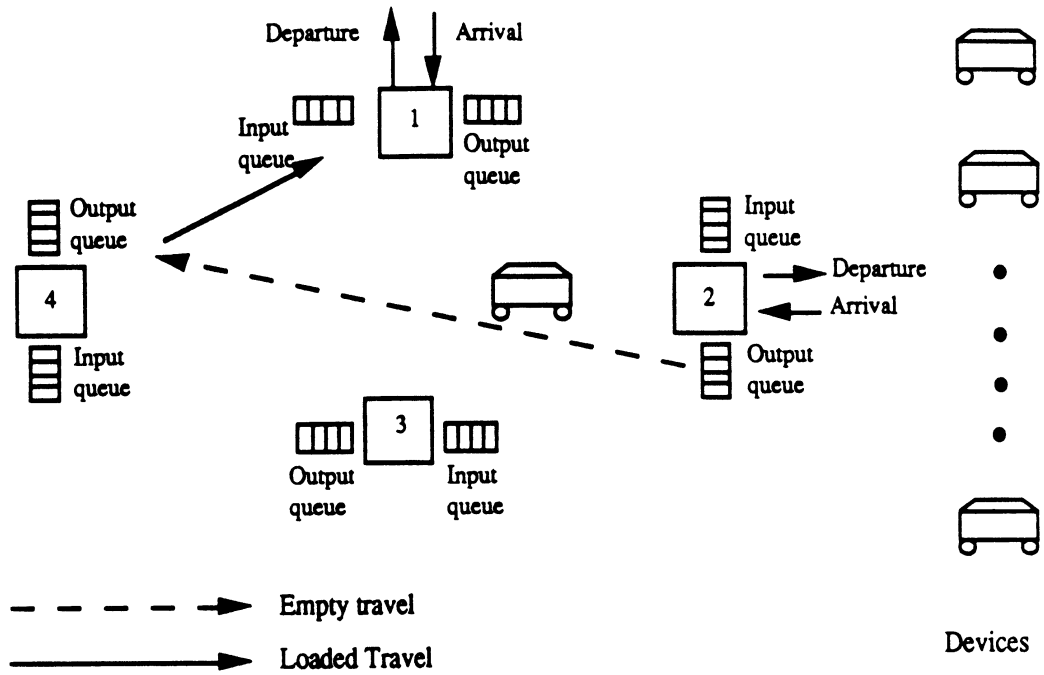 Departure
Arrival
1
Input
queue
Output
queue
Output
queue
4
Input
queue
Input
queue
2
Departure
Arrival
Output
queue
3
Output
queue
Input
queue
Empty travel
Loaded Travel
Devices